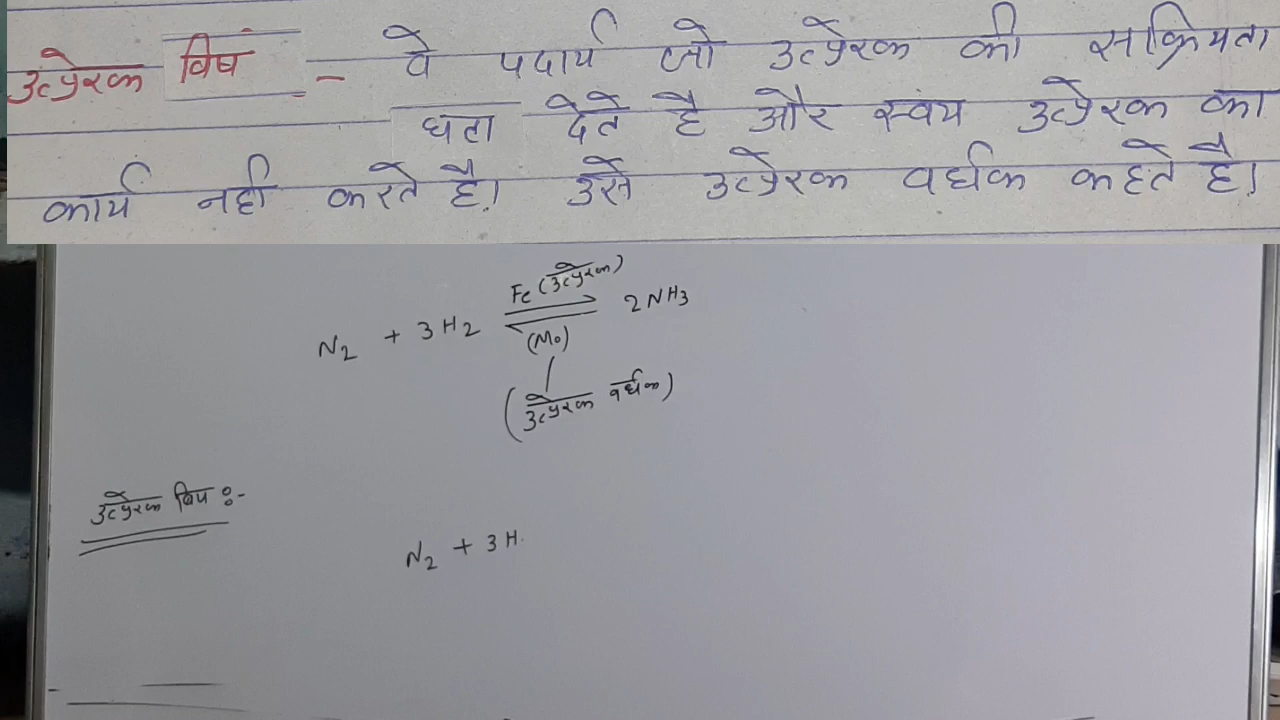 उत्प्रेरक विष - वे पदार्थ जो उत्प्रेरक की सक्रियता
घटा देते है और स्वंय उत्प्रेरक का
कार्य नही करते है। उसे उत्प्रेरक वर्धक कहते है।
Fe (उत्प्रेरक)
N2 + 3H2 ⇌ 2NH3
(Mo)
(उत्प्रेरक वर्धक)
उत्प्रेरक विष :-
N2 + 3H